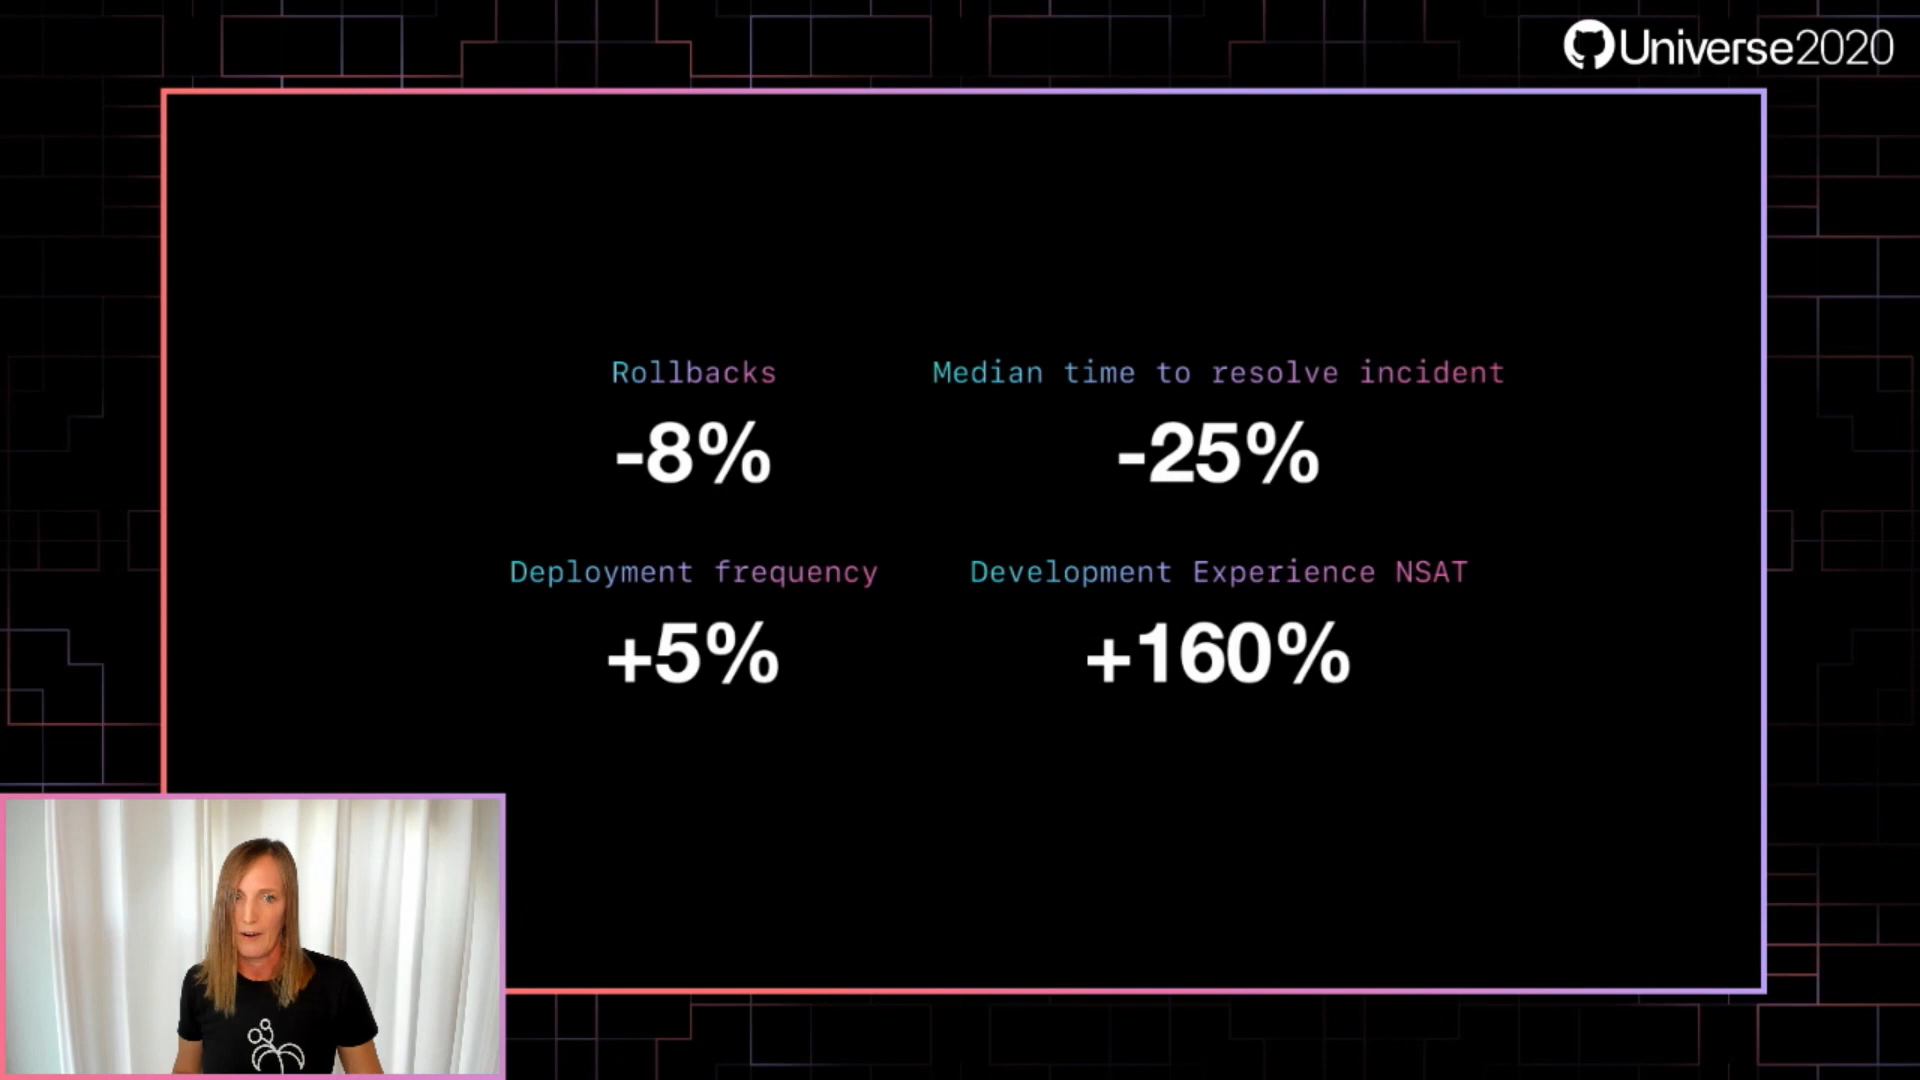 Universe2020
Rollbacks
-8%
Median time to resolve incident
-25%
Deployment frequency
+5%
Development Experience NSAT
+160%